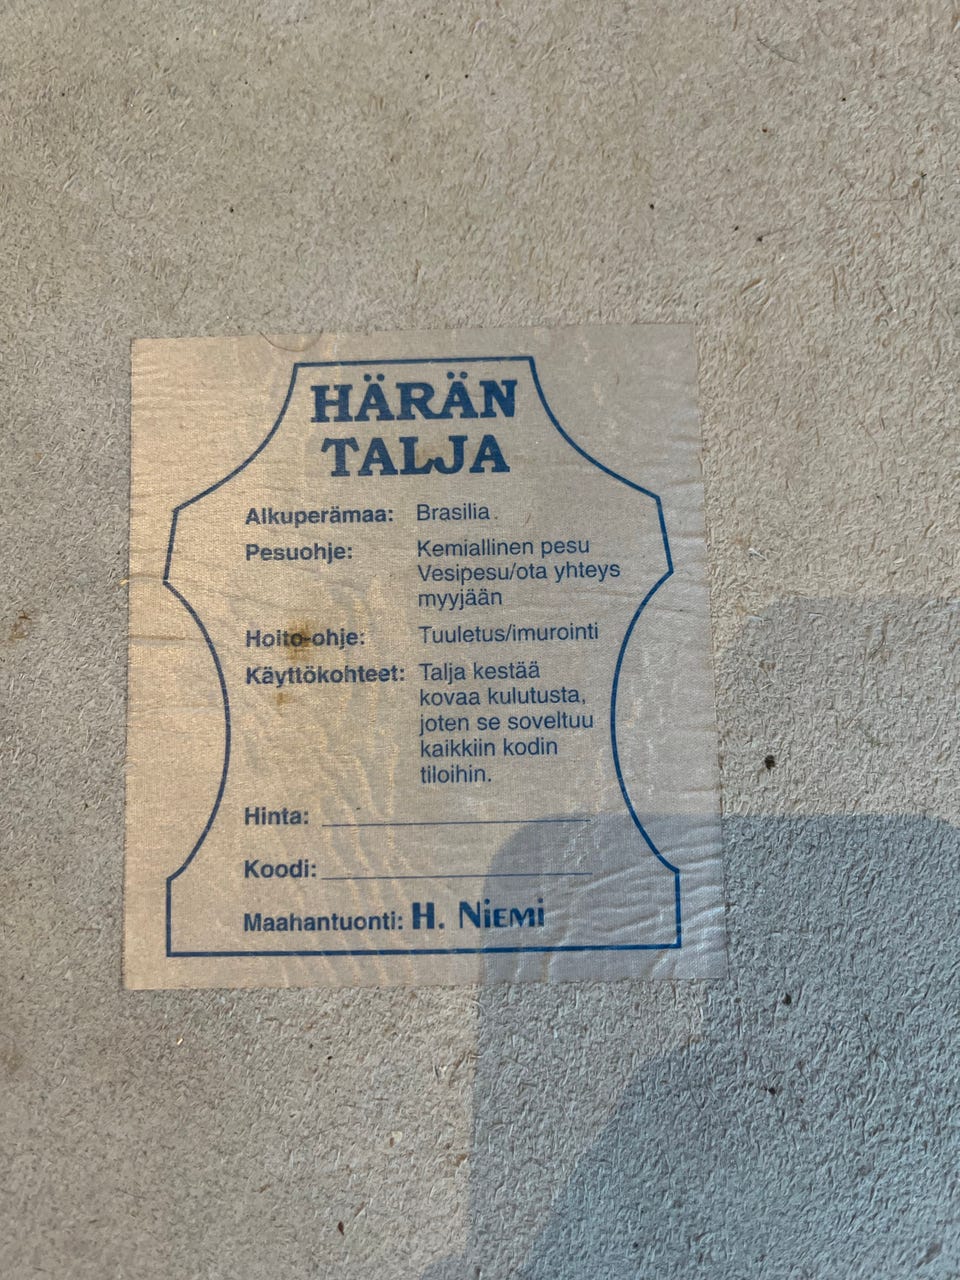 HÄRÄN
TALJA
Alkuperämaa: Brasilia.
Pesuohje: Kemiallinen pesu
Vesipesu/ota yhteys
myyjään
Hoito-ohje: Tuuletus/imurointi
Käyttökohteet: Talja kestää
kovaa kulutusta,
joten se soveltuu
kaikkiin kodin
tiloihin.
Hinta:
Koodi:
Maahantuonti: H. NiEMi